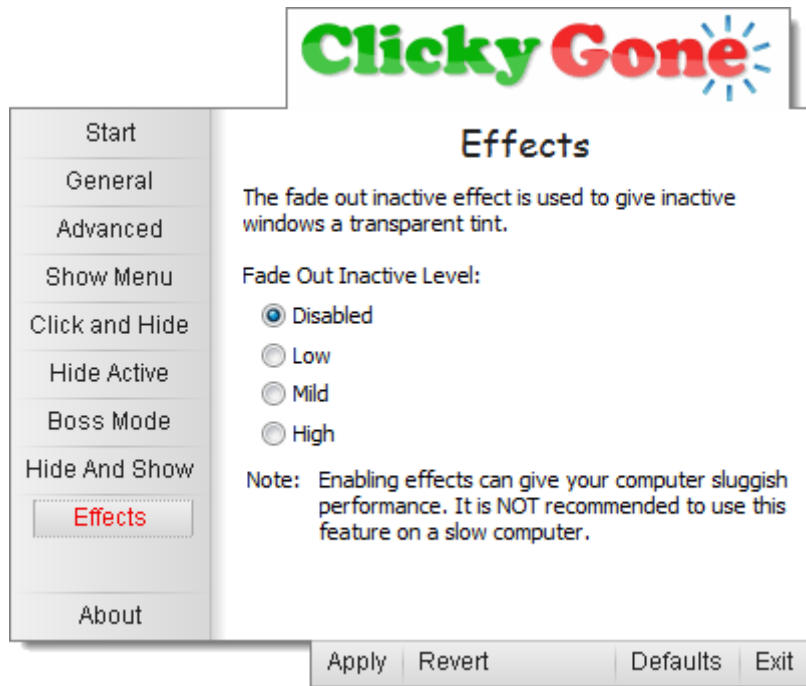 Clicky Gone
Start
General
Advanced
Show Menu
Click and Hide
Hide Active
Boss Mode
Hide And Show
Effects
About
Effects
The fade out inactive effect is used to give inactive
windows a transparent tint.
Fade Out Inactive Level:
Disabled
Low
Mild
High
Note: Enabling effects can give your computer sluggish
performance. It is NOT recommended to use this
feature on a slow computer.
Apply
Revert
Defaults
Exit